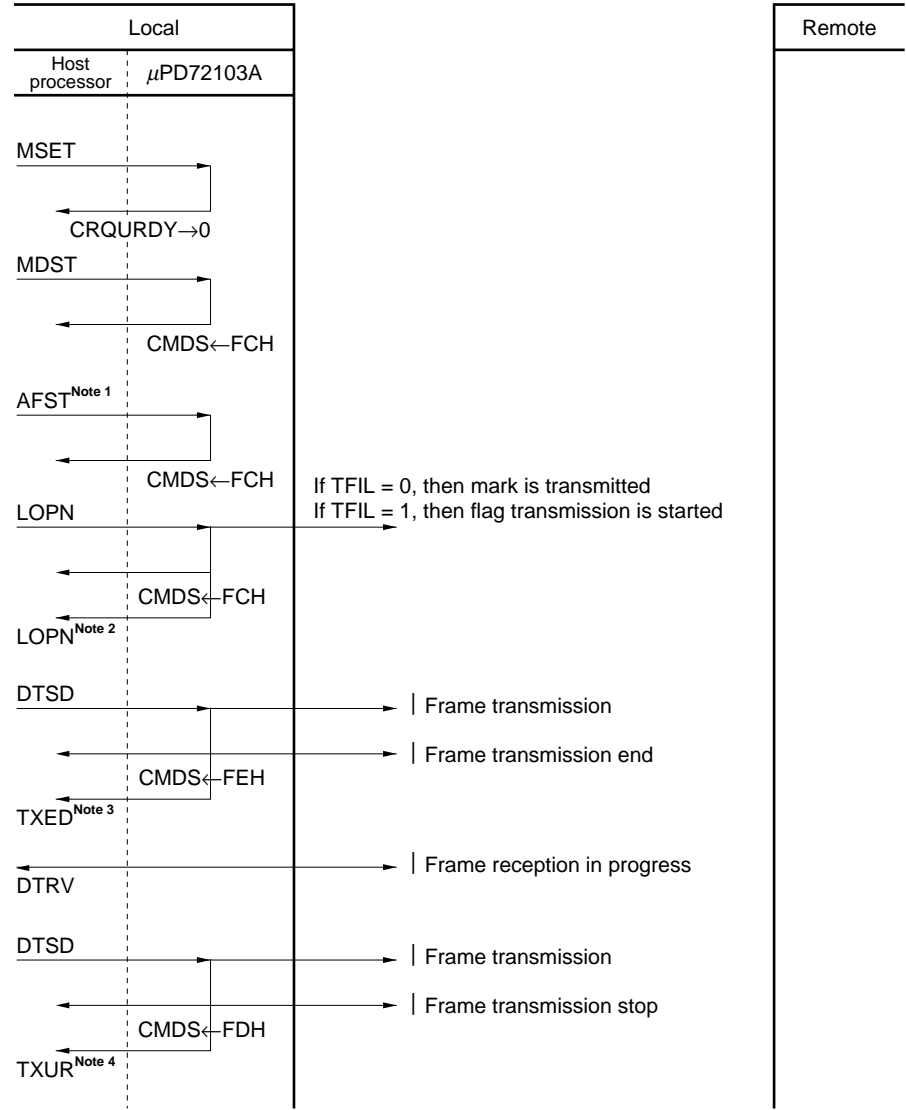 Local
Remote
Host
processor
μPD72103A
MSET
CRQURDY→0
MDST
CMDS←FCH
AFST Note 1
CMDS←FCH
If TFIL = 0, then mark is transmitted
If TFIL = 1, then flag transmission is started
LOPN
CMDS←FCH
LOPN Note 2
DTSD
Frame transmission
Frame transmission end
CMDS←FEH
TXED Note 3
Frame reception in progress
DTRV
DTSD
Frame transmission
Frame transmission stop
CMDS←FDH
TXUR Note 4